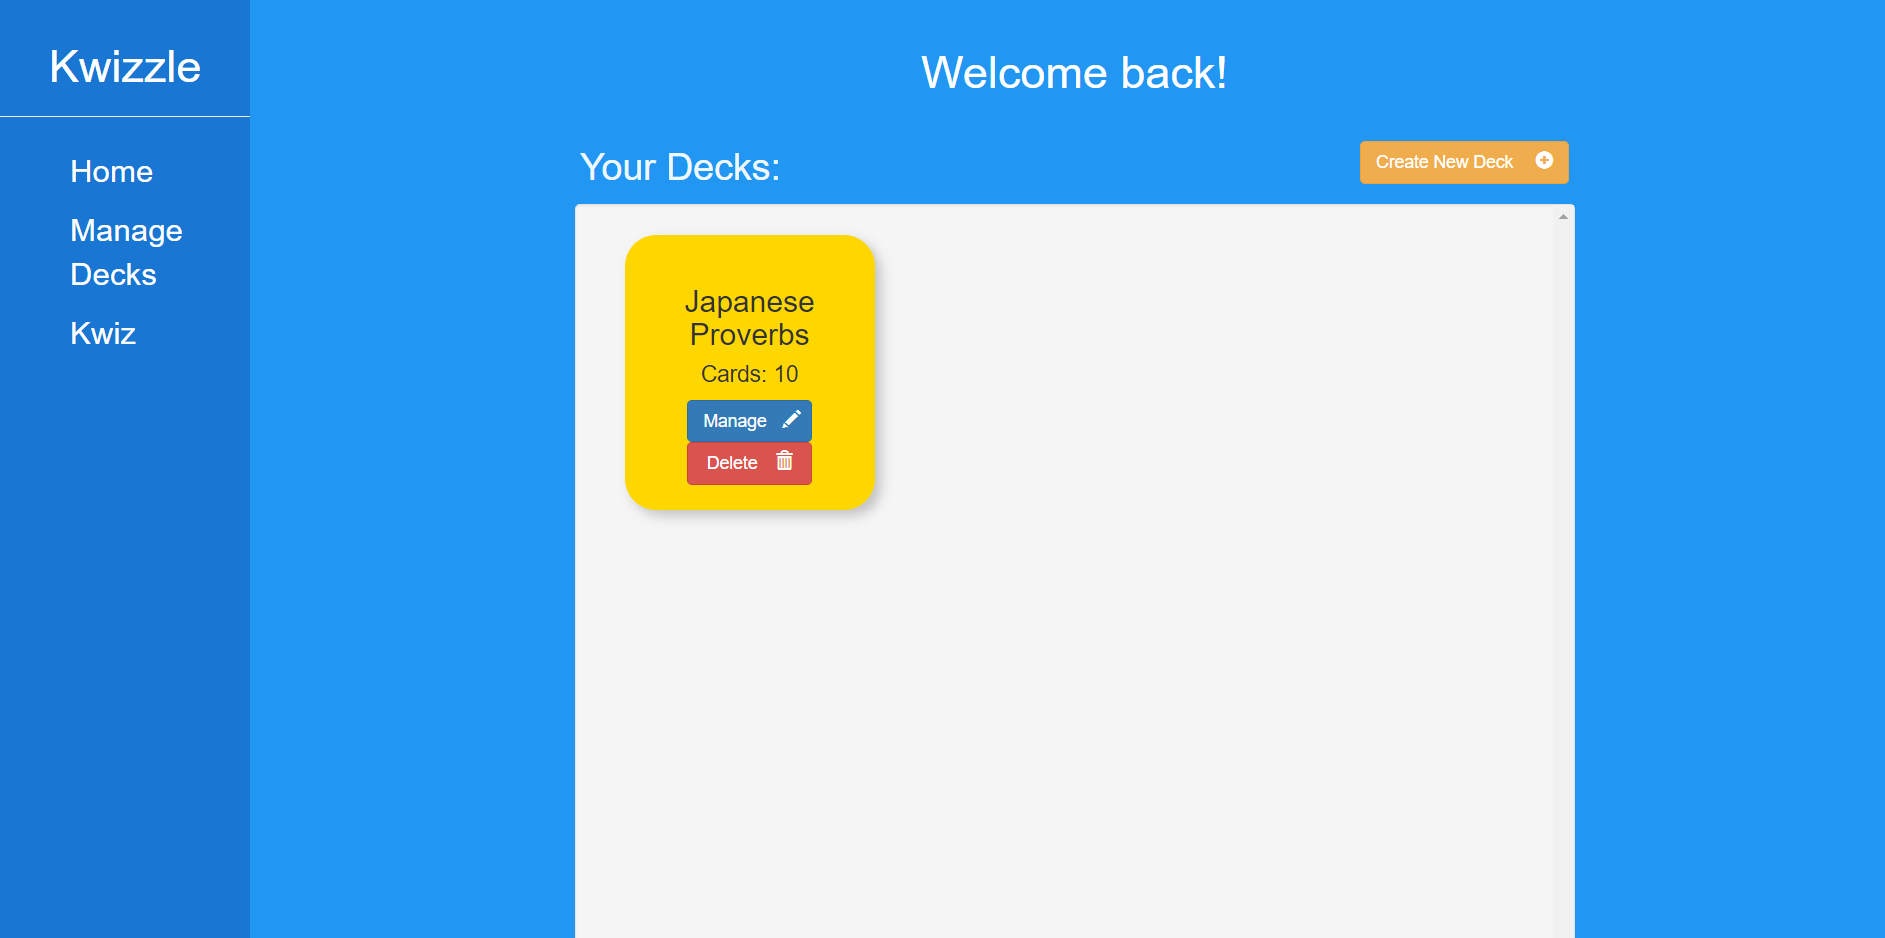 Kwizzle
Home
Manage
Decks
Kwiz
Welcome back!
Your Decks:
Create New Deck
Japanese
Proverbs
Cards: 10
Manage
Delete